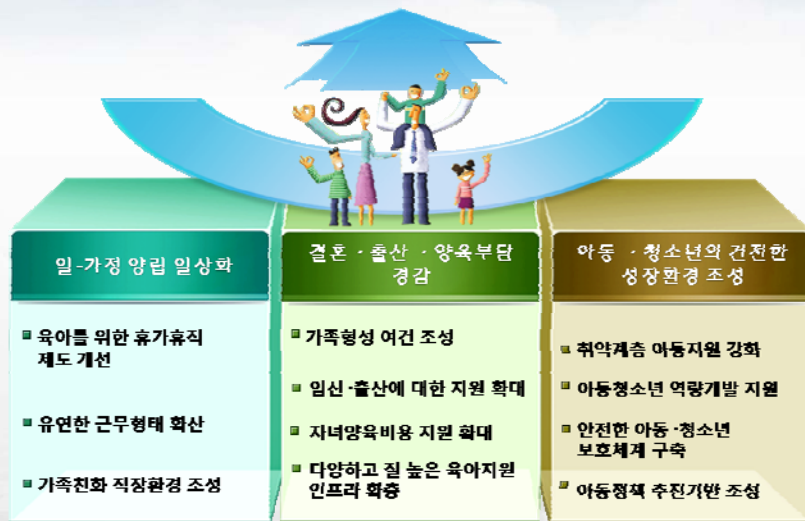 일-가정 양립 일상화
육아를 위한 휴가휴직
제도 개선
유연한 근무형태 확산
가족친화 직장환경 조성
결혼 · 출산 · 양육부담
경감
가족형성 여건 조성
임신 ·출산에 대한 지원 확대
자녀양육비용 지원 확대
다양하고 질 높은 육아지원
인프라 확충
아동 · 청소년의 건전한
성장환경 조성
취약계층 아동지원 강화
아동청소년 역량개발 지원
안전한 아동 ·청소년
보호체계 구축
아동정책 추진기반 조성